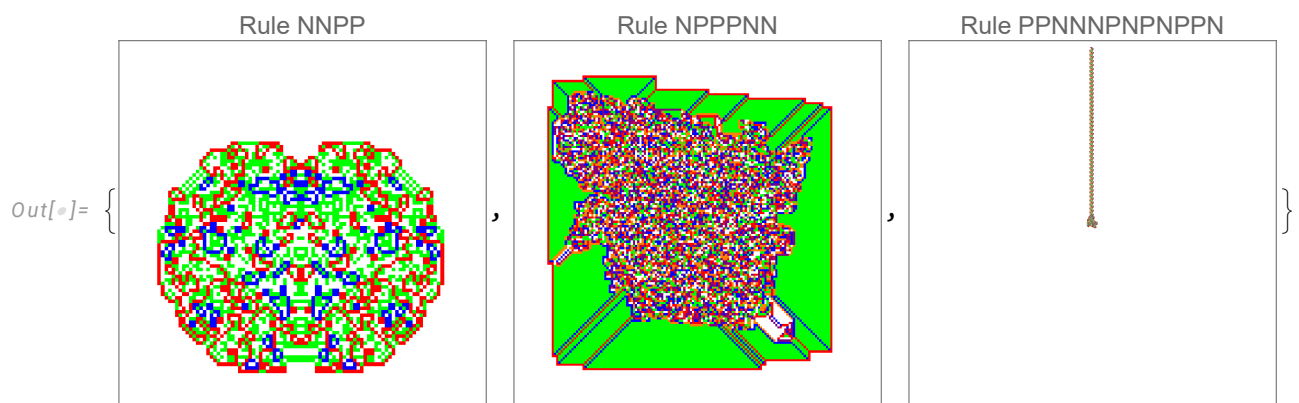 Rule NNPP
Rule NPPPNN
Rule PPNNNPNPNPPN
Out[•]= { , , }